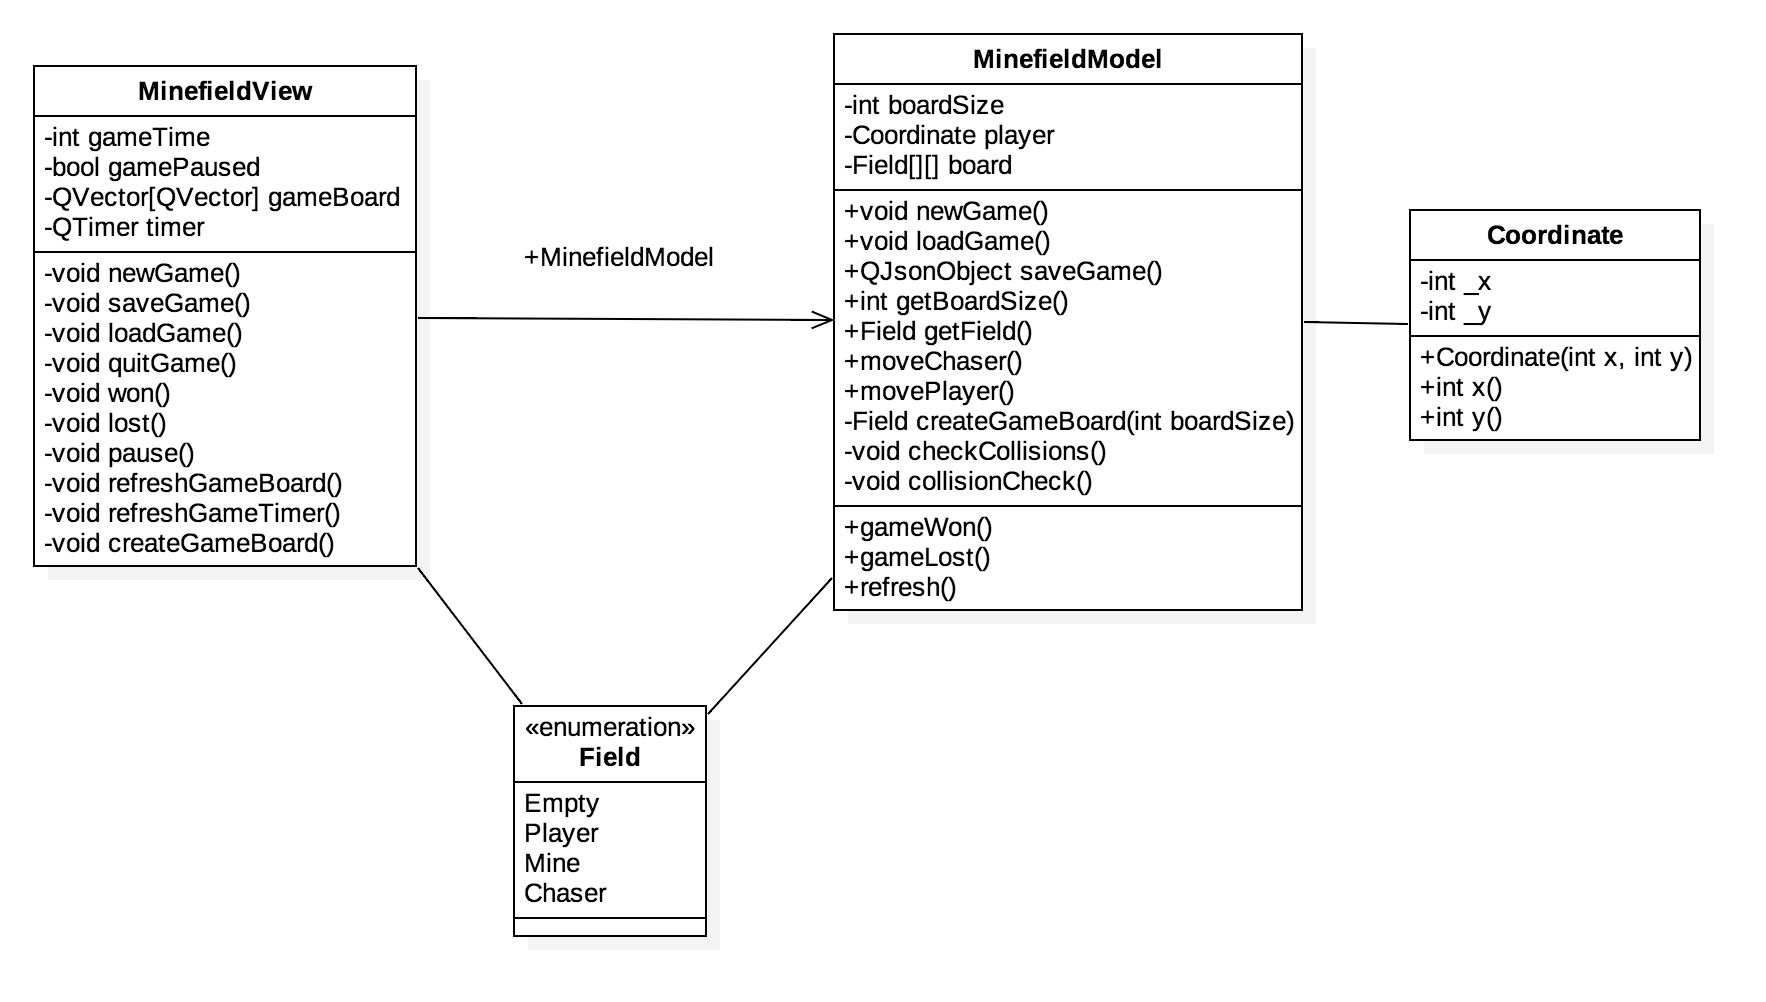 MinefieldView
-int gameTime
-bool gamePaused
-QVector[QVector] gameBoard
-QTimer timer
-void newGame()
-void saveGame()
-void loadGame()
-void quitGame()
-void won()
-void lost()
-void pause()
-void refreshGameBoard()
-void refreshGameTimer()
-void createGameBoard()
+MinefieldModel
MinefieldModel
-int boardSize
-Coordinate player
-Field[][] board
+void newGame()
+void loadGame()
+QJsonObject saveGame()
+int getBoardSize()
+Field getField()
+moveChaser()
+movePlayer()
-Field createGameBoard(int boardSize)
-void checkCollisions()
-void collisionCheck()
+gameWon()
+gameLost()
+refresh()
Coordinate
-int _x
-int _y
+Coordinate(int x, int y)
+int x()
+int y()
«enumeration»
Field
Empty
Player
Mine
Chaser